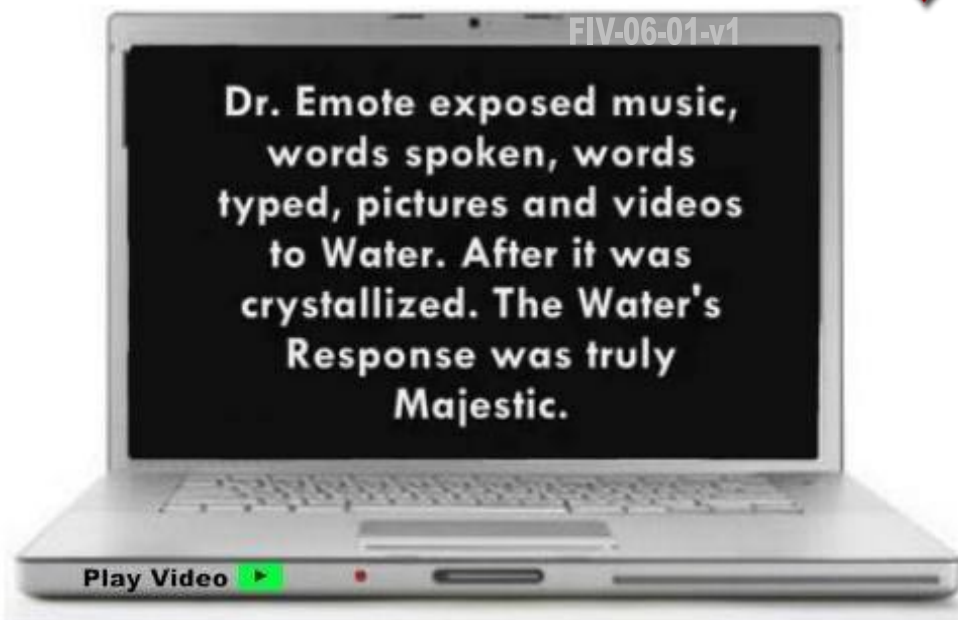 FIV-06-01-v1
Dr. Emote exposed music,
words spoken, words
typed, pictures and videos
to Water. After it was
crystallized. The Water's
Response was truly
Majestic.
Play Video